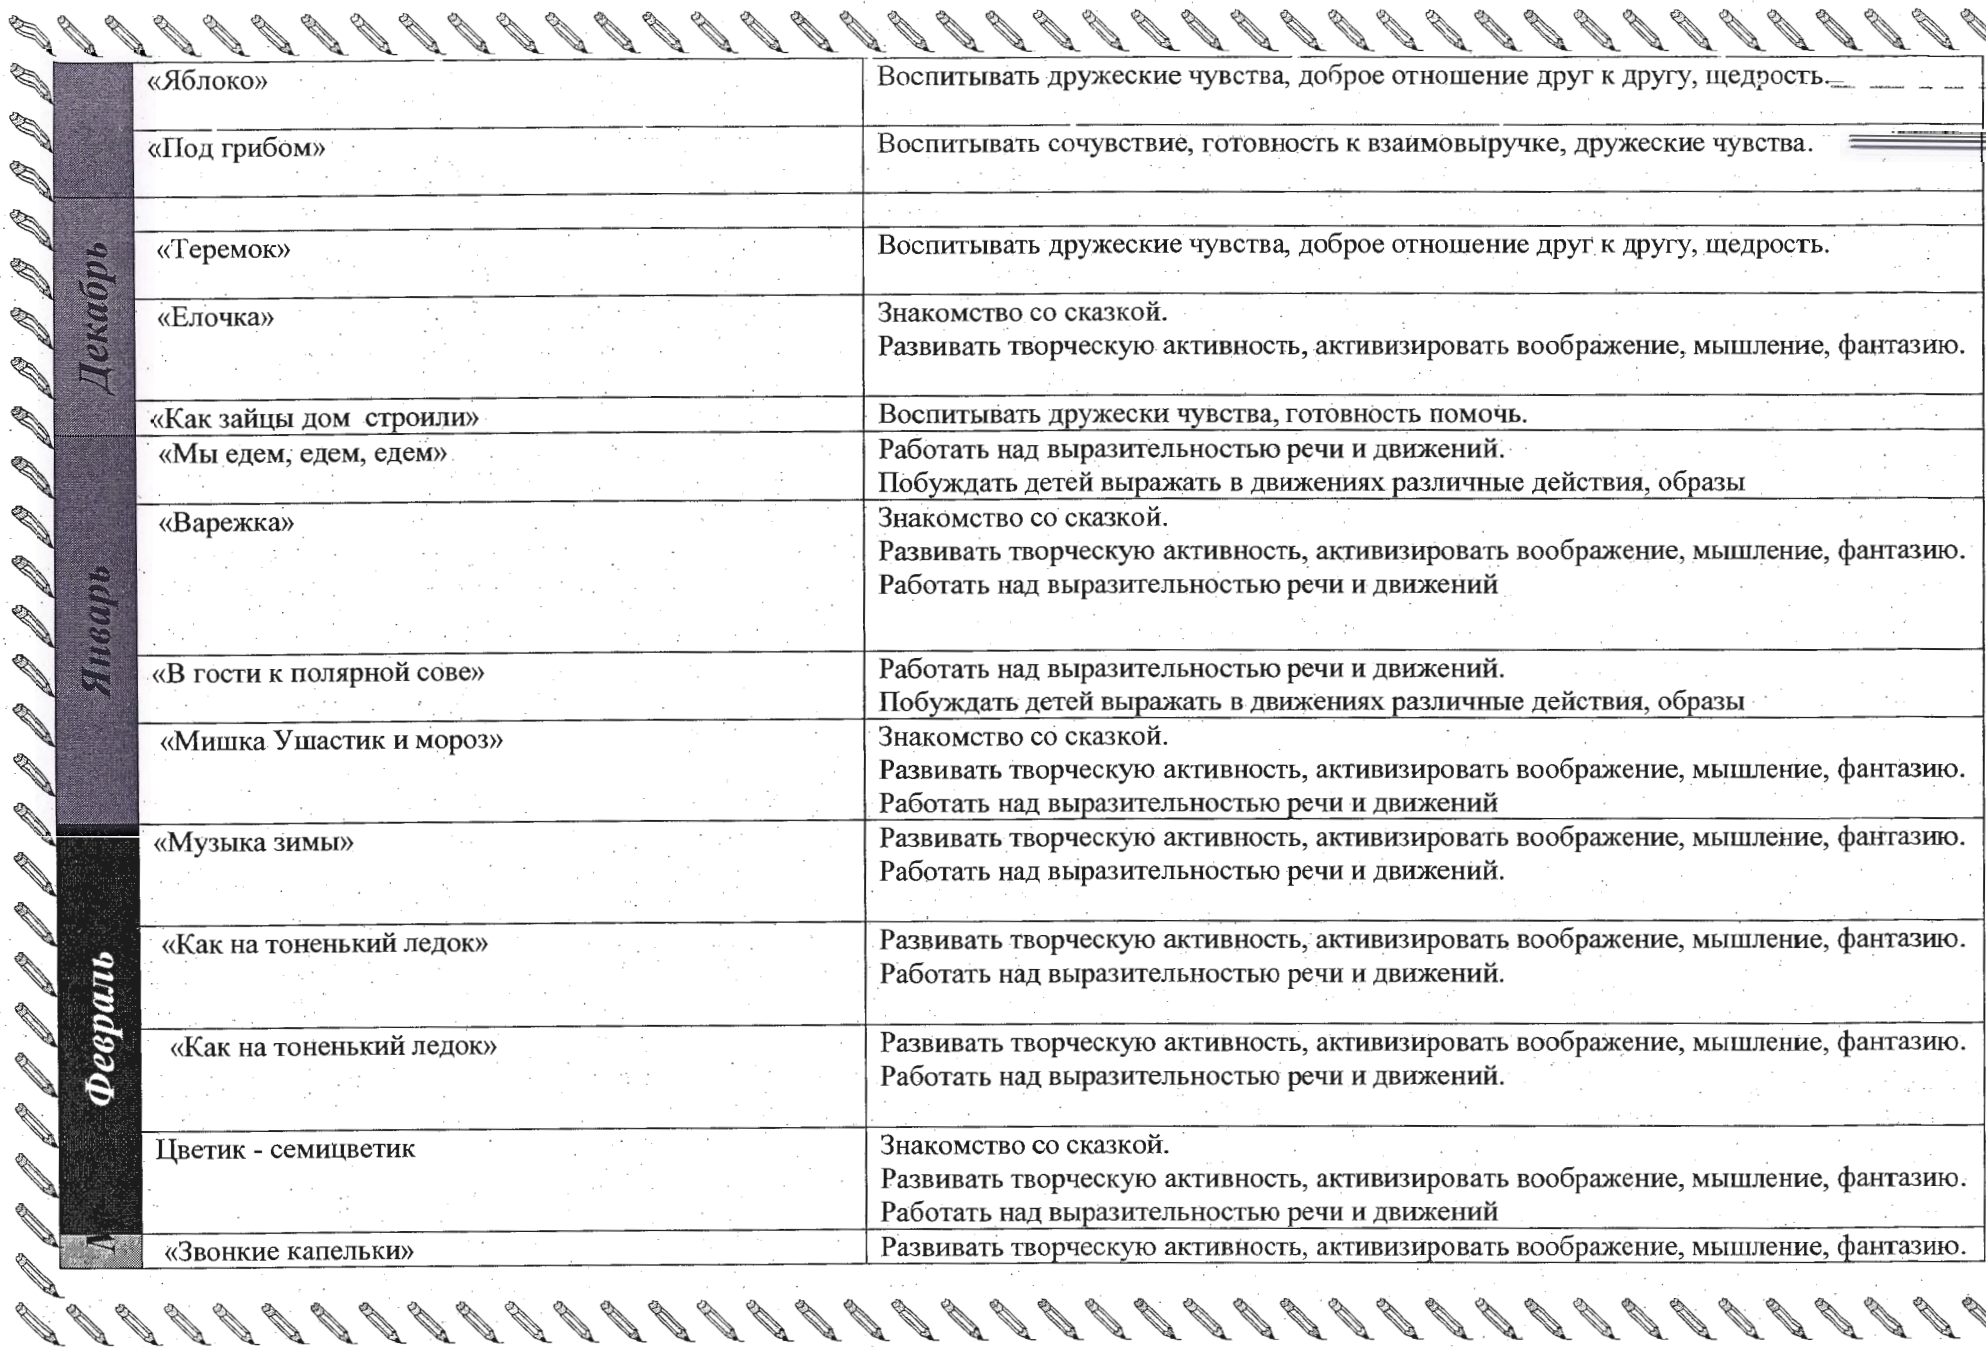 «Яблоко»
Воспитывать дружеские чувства, доброе отношение друг к другу, щедрость.
«Под грибом»
Воспитывать сочувствие, готовность к взаимовыручке, дружеские чувства.
Декабрь
«Теремок»
Воспитывать дружеские чувства, доброе отношение друг к другу, щедрость.
«Елочка»
Знакомство со сказкой.
Развивать творческую активность, активизировать воображение, мышление, фантазию.
«Как зайцы дом строили»
Воспитывать дружески чувства, готовность помочь.
Январь
«Мы едем, едем, едем»
Работать над выразительностью речи и движений.
Побуждать детей выражать в движениях различные действия, образы
«Варежка»
Знакомство со сказкой.
Развивать творческую активность, активизировать воображение, мышление, фантазию.
Работать над выразительностью речи и движений
«В гости к полярной сове»
Работать над выразительностью речи и движений.
Побуждать детей выражать в движениях различные действия, образы
«Мишка Ушастик и мороз»
Знакомство со сказкой.
Развивать творческую активность, активизировать воображение, мышление, фантазию.
Работать над выразительностью речи и движений
Февраль
«Музыка зимы»
Развивать творческую активность, активизировать воображение, мышление, фантазию.
Работать над выразительностью речи и движений.
«Как на тоненький ледок»
Развивать творческую активность, активизировать воображение, мышление, фантазию.
Работать над выразительностью речи и движений.
«Как на тоненький ледок»
Развивать творческую активность, активизировать воображение, мышление, фантазию.
Работать над выразительностью речи и движений.
Цветик - семицветик
Знакомство со сказкой.
Развивать творческую активность, активизировать воображение, мышление, фантазию.
Работать над выразительностью речи и движений
«Звонкие капельки»
Развивать творческую активность, активизировать воображение, мышление, фантазию.